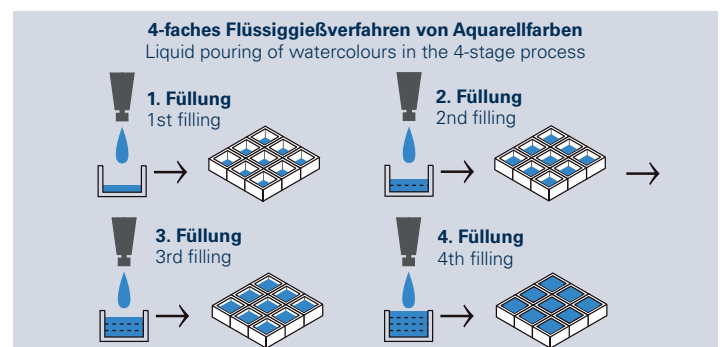 4-faches Flüssiggießverfahren von Aquarellfarben
Liquid pouring of watercolours in the 4-stage process
1. Füllung
1st filling
2. Füllung
2nd filling
3. Füllung
3rd filling
4. Füllung
4th filling